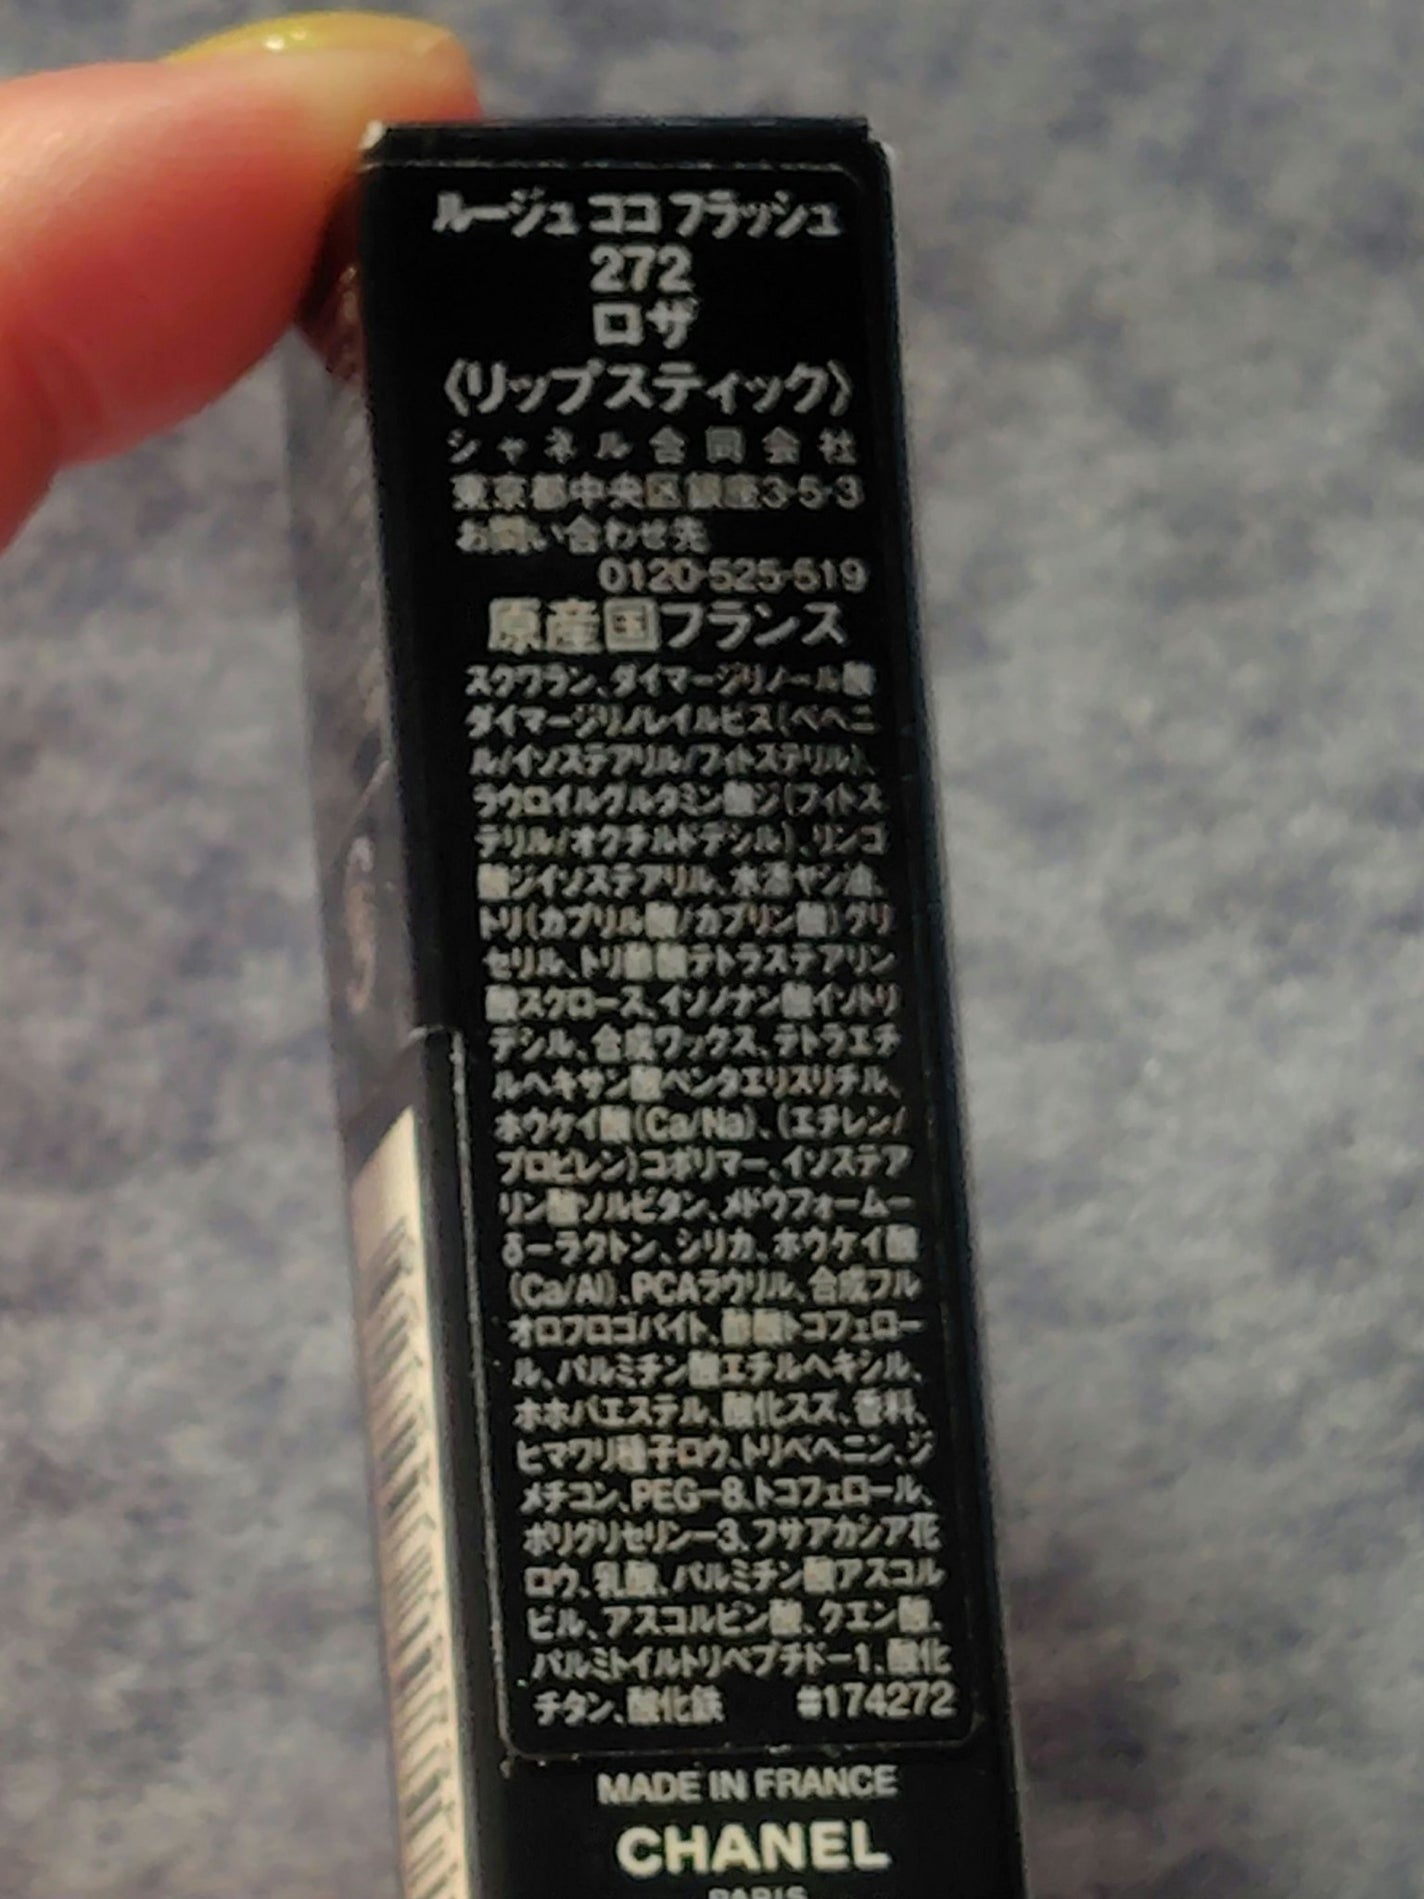 ルージュ ココ フラッシュ
272
ロザ
〈リップスティック〉
シャネル合同会社
東京都中央区銀座3-5-3
お問い合わせ先
0120-525-519
原産国フランス
スクワラン、ダイマージリノール酸
ダイマージリノレイルビス(ベヘニ
ル/イソステアリル/フィトステリル)、
ラウロイルグルタミン酸ジ(フィトス
テリル/オクチルドデシル)、リンゴ
酸ジイソステアリル、水添ヤシ油、
トリ(カプリル酸/カプリン酸)グリ
セリル、トリ酢酸テトラステアリン
酸スクロース、イソノナン酸イソトリ
デシル、合成ワックス、テトラエチ
ルヘキサン酸ペンタエリスリチル、
ホウケイ酸(Ca/Na)、(エチレン/
プロピレン)コポリマー、イソステア
リン酸ソルビタン、メドウフォームー
δーラクトン、シリカ、ホウケイ酸
(Ca/Al)、PCAラウリル、合成フル
オロフロゴパイト、酢酸トコフェロー
ル、パルミチン酸エチルヘキシル、
ホホバエステル、酸化スズ、香料、
ヒマワリ種子ロウ、トリベヘニン、ジ
メチコン、PEGー8、トコフェロール、
ポリグリセリンー3、フサアカシア花
ロウ、乳酸、パルミチン酸アスコル
ビル、アスコルビン酸、クエン酸、
パルミトイルトリペプチドー1、酸化
チタン、酸化鉄 #174272
MADE IN FRANCE
CHANEL
PARIS